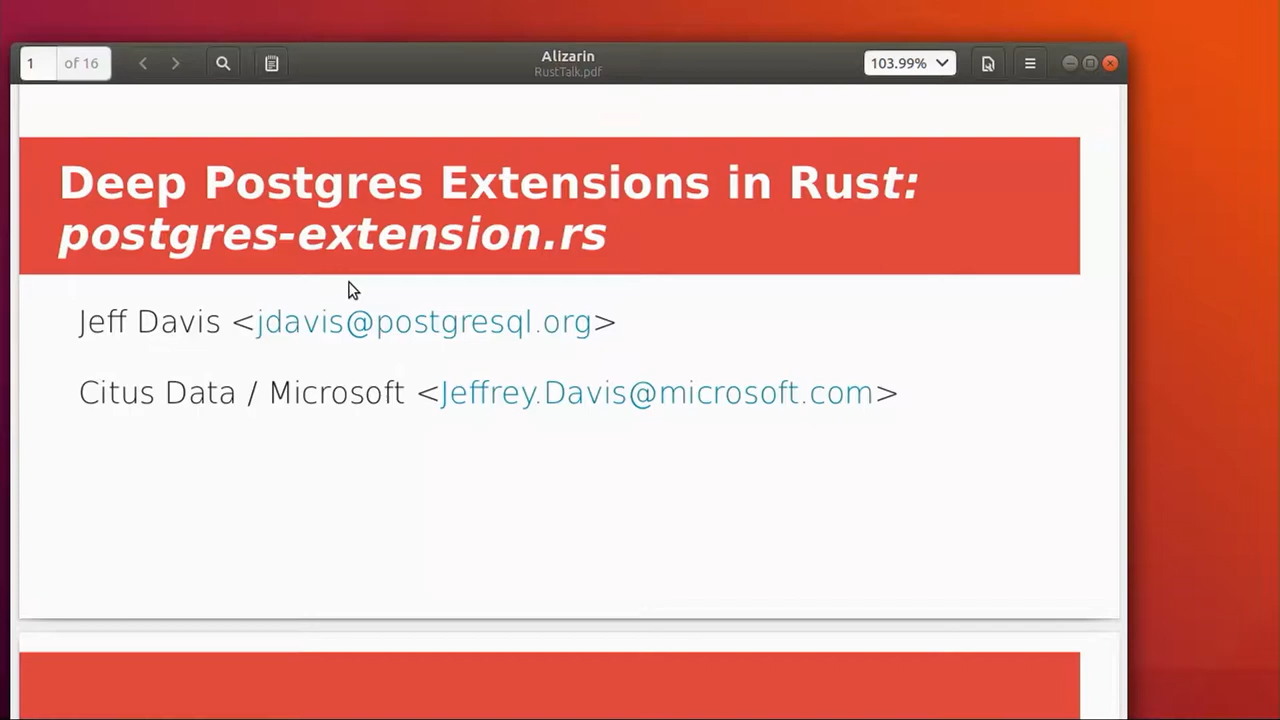 1 of 16
Alizarin
RustTalk.pdf
103.99%
Deep Postgres Extensions in Rust:
postgres-extension.rs
Jeff Davis <jdavis@postgresql.org>
Citus Data / Microsoft <Jeffrey.Davis@microsoft.com>